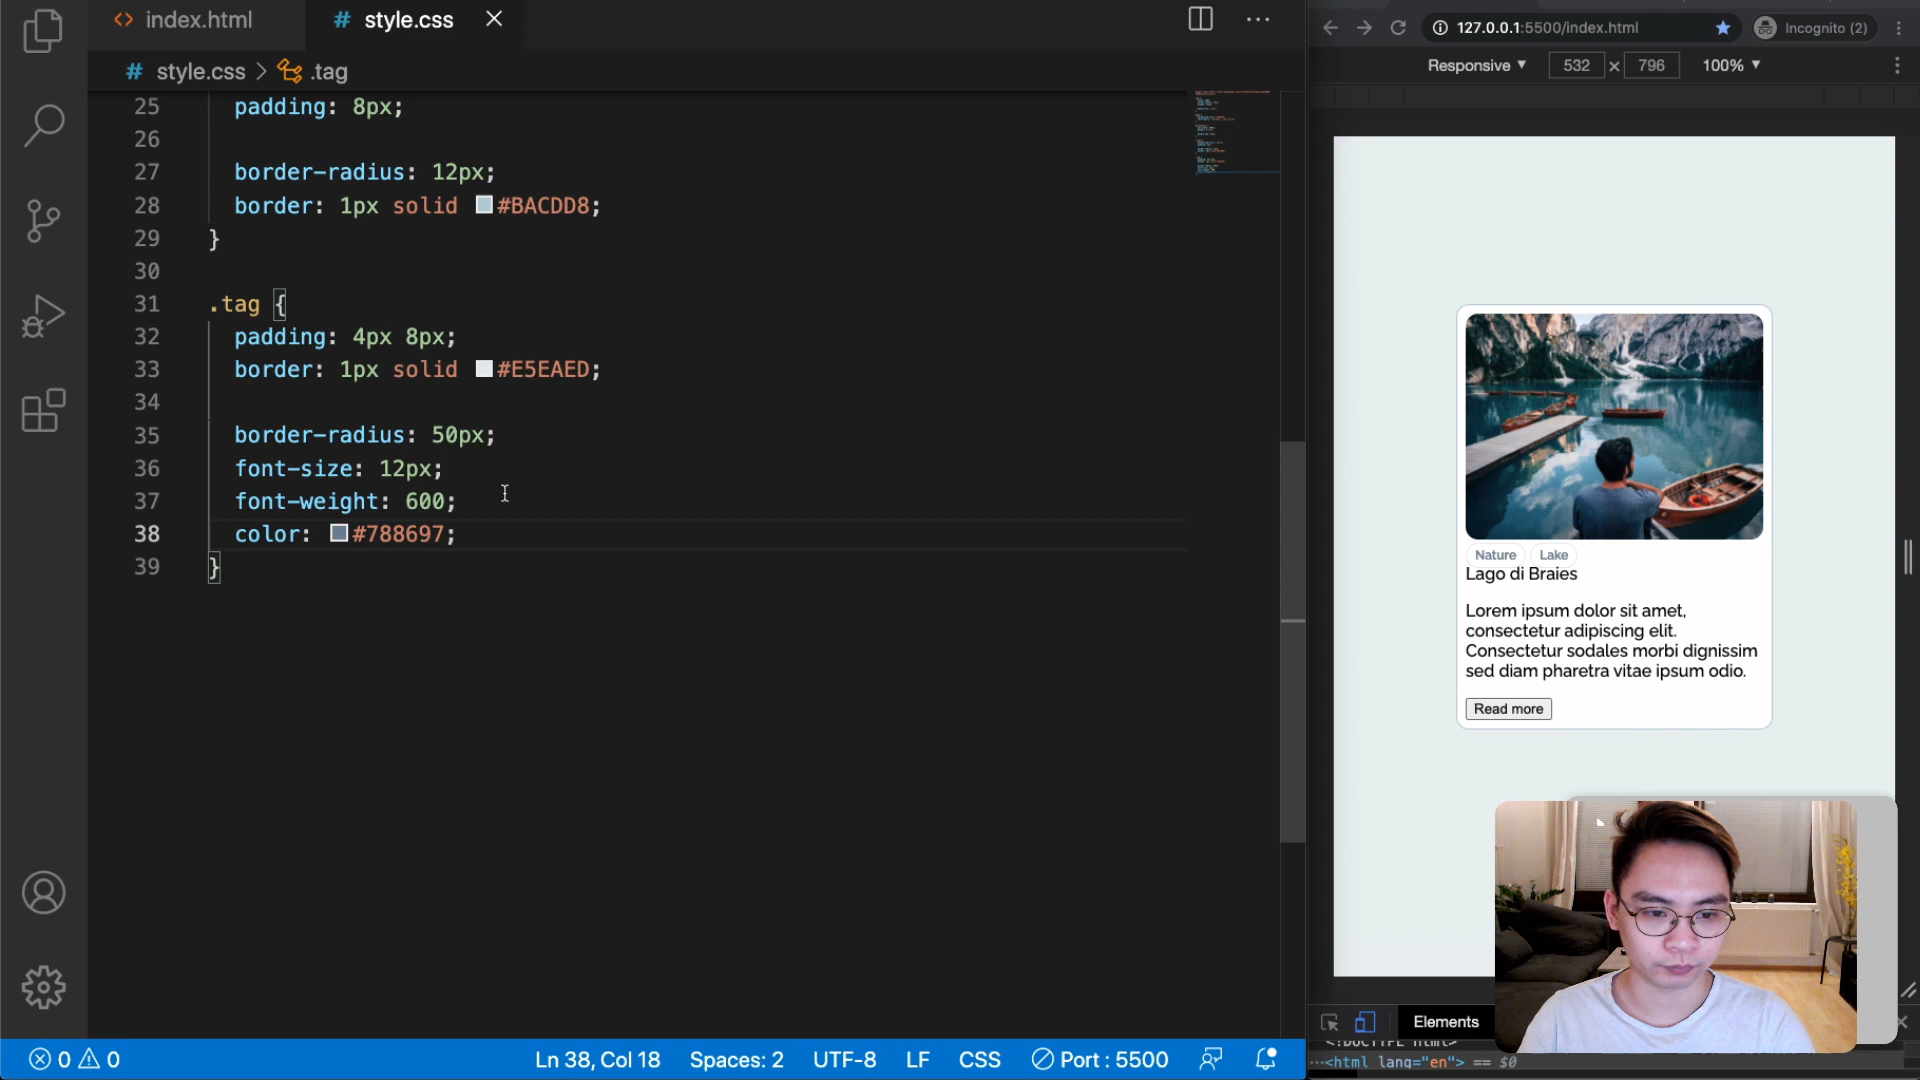 index.html
# style.css
# style.css > .tag
25 padding: 8px;
26
27 border-radius: 12px;
28 border: 1px solid #BACDD8;
29 }
30
31 .tag {
32 padding: 4px 8px;
33 border: 1px solid #E5EAED;
34
35 border-radius: 50px;
36 font-size: 12px;
37 font-weight: 600;
38 color: #788697;
39 }
0 0
Ln 38, Col 18
Spaces: 2
UTF-8
LF
CSS
Port : 5500
127.0.0.1:5500/index.html
Incognito (2)
Responsive
532 × 796
100%
Nature
Lake
Lago di Braies
Lorem ipsum dolor sit amet,
consectetur adipiscing elit.
Consectetur sodales morbi dignissim
sed diam pharetra vitae ipsum odio.
Read more
Elements
<!DOCTYPE html>
...<html lang="en"> == $0